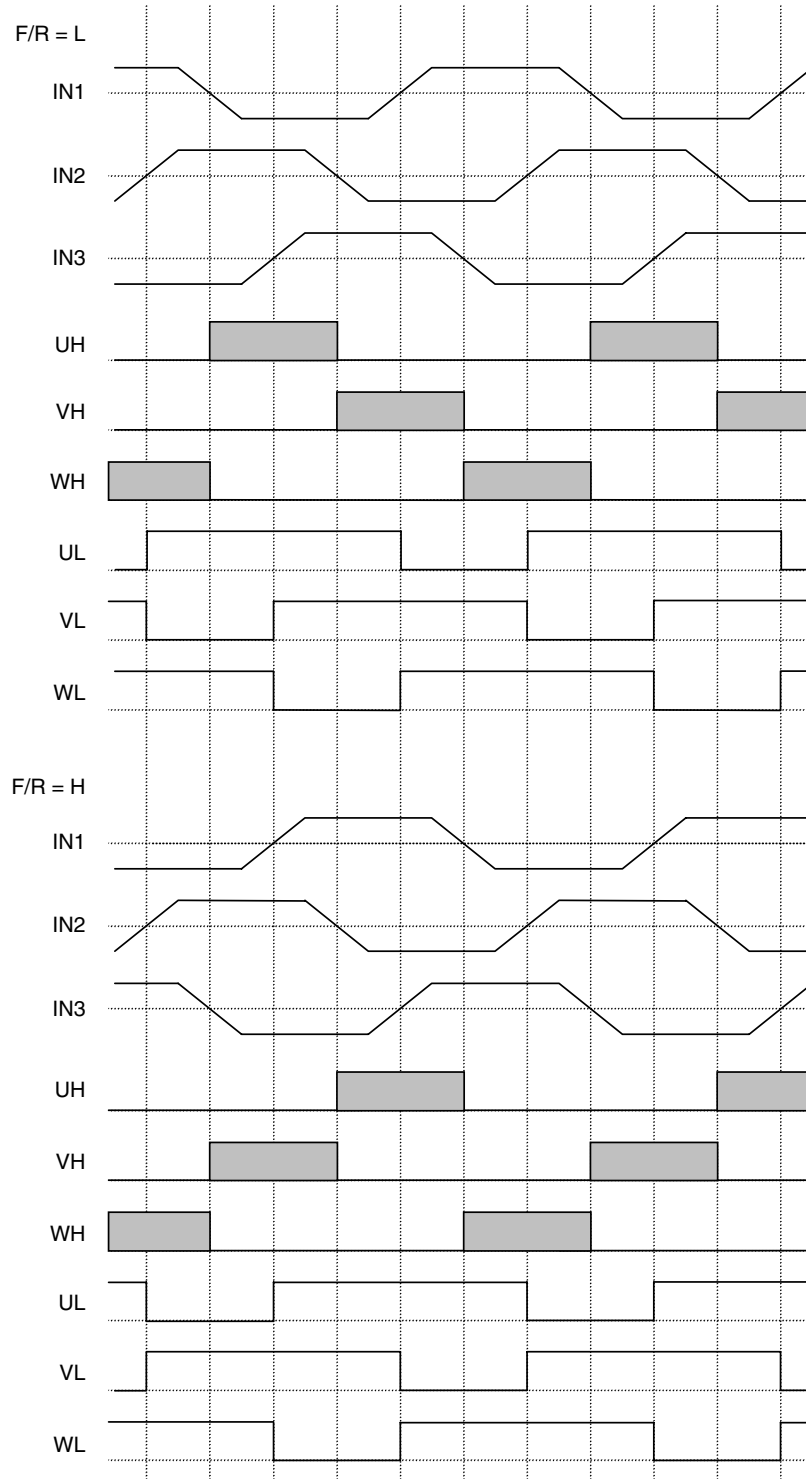 F/R = L
IN1
IN2
IN3
UH
VH
WH
UL
VL
WL
F/R = H
IN1
IN2
IN3
UH
VH
WH
UL
VL
WL